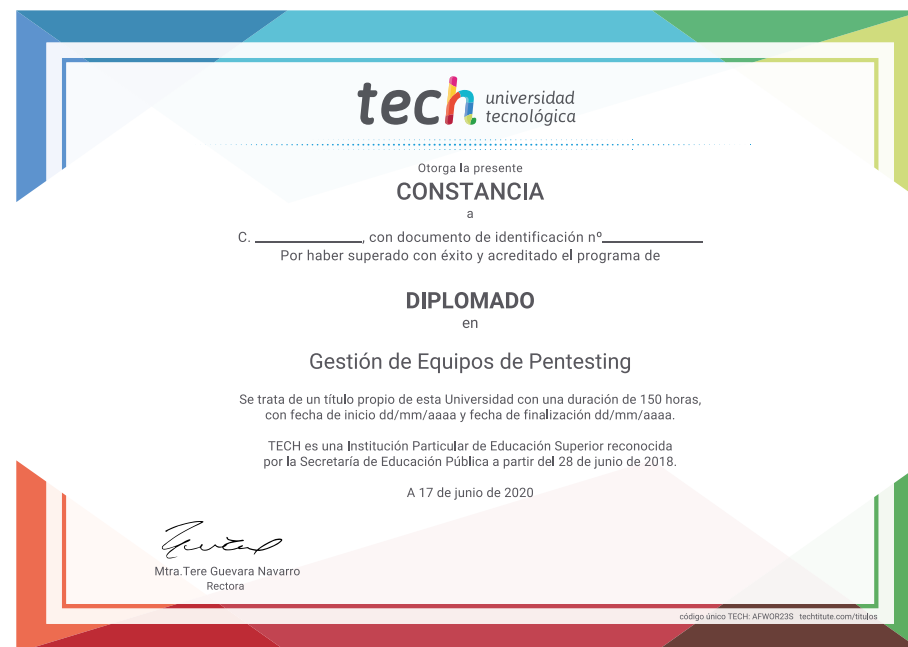 tech universidad
tecnológica
Otorga la presente
CONSTANCIA
a
C. ______________, con documento de identificación nº_____________
Por haber superado con éxito y acreditado el programa de
DIPLOMADO
en
Gestión de Equipos de Pentesting
Se trata de un título propio de esta Universidad con una duración de 150 horas,
con fecha de inicio dd/mm/aaaa y fecha de finalización dd/mm/aaaa.
TECH es una Institución Particular de Educación Superior reconocida
por la Secretaría de Educación Pública a partir del 28 de junio de 2018.
A 17 de junio de 2020
Mtra.Tere Guevara Navarro
Rectora
código único TECH: AFWOR23S techtitute.com/titulos